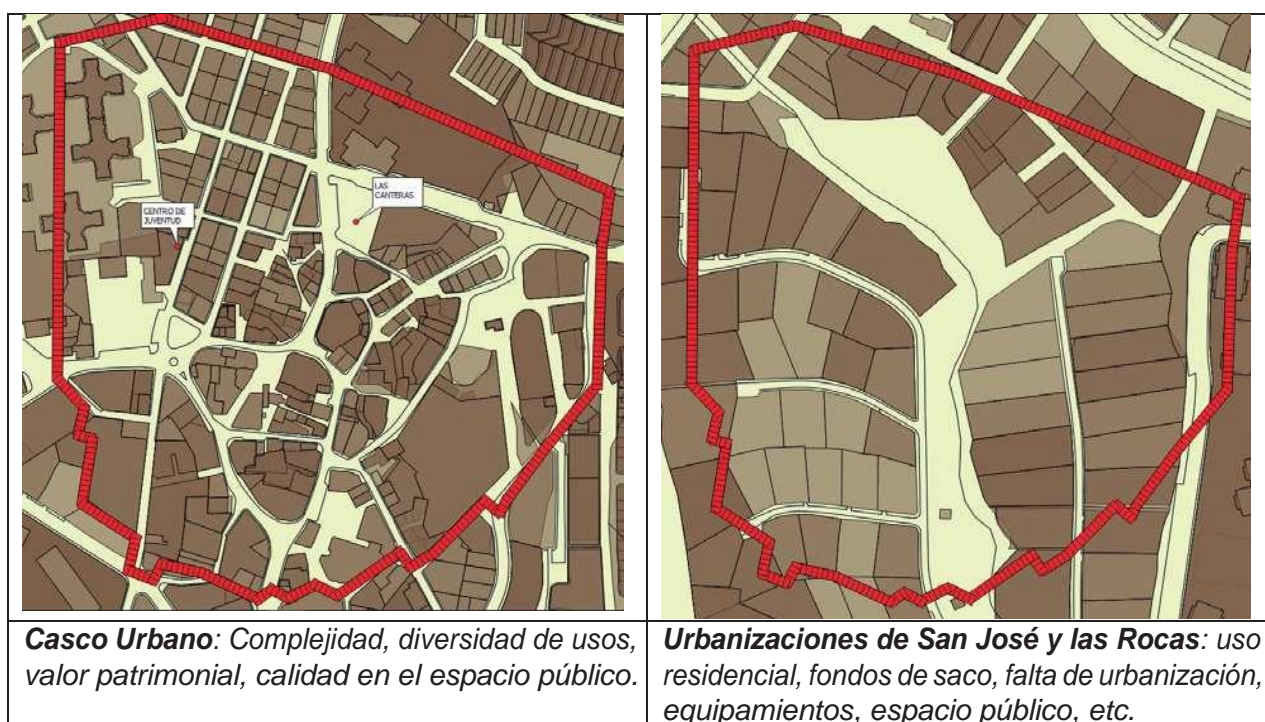 LAS
CANTERAS
CENTRO DE
JUVENTUD
Casco Urbano: Complejidad, diversidad de usos,
valor patrimonial, calidad en el espacio público.
Urbanizaciones de San José y las Rocas: uso
residencial, fondos de saco, falta de urbanización,
equipamientos, espacio público, etc.